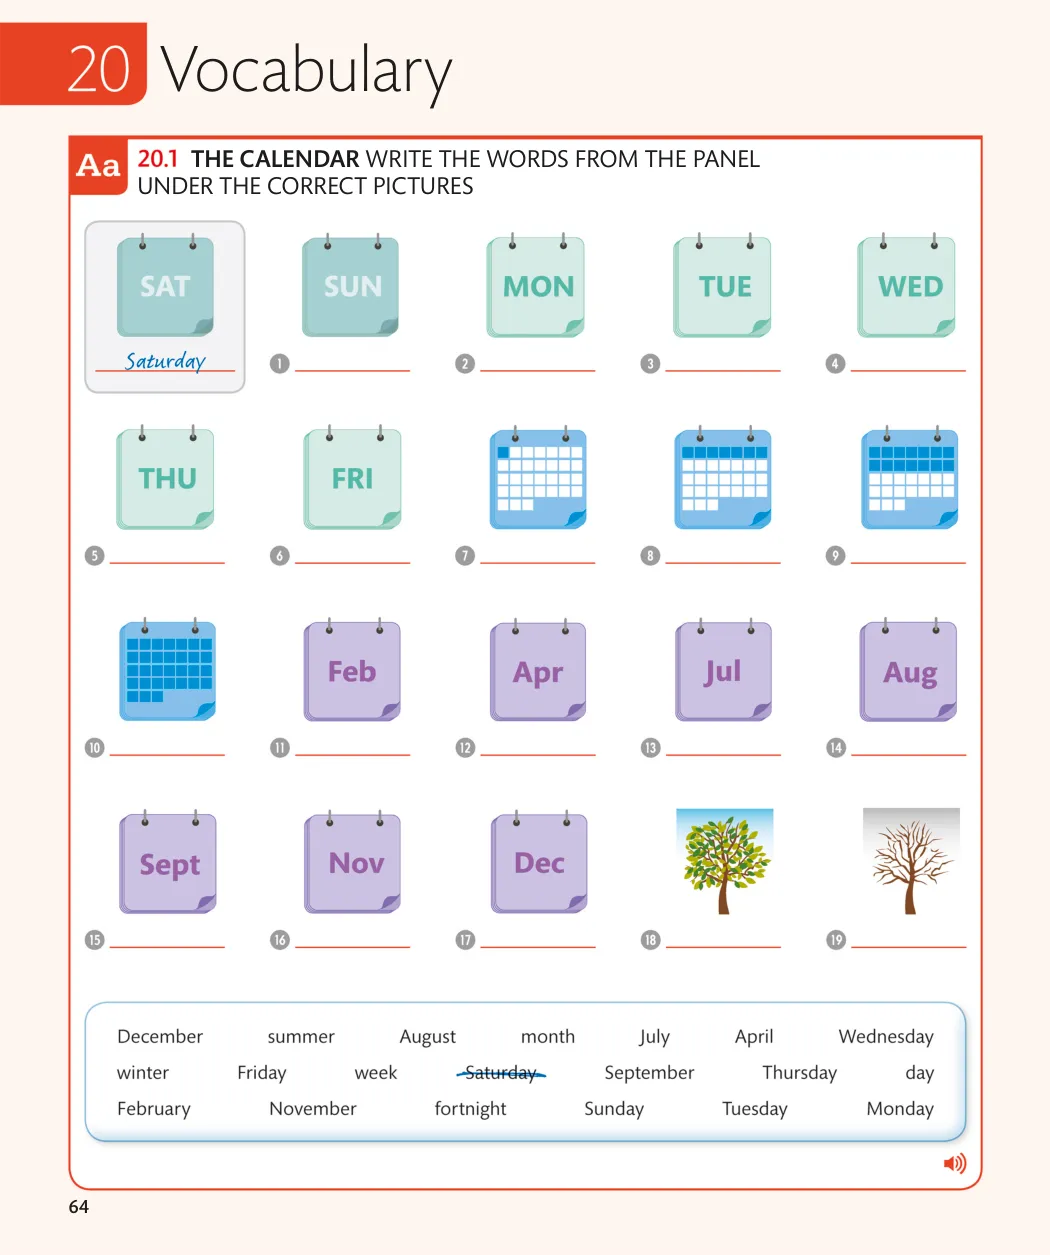 20 Vocabulary
Aa 20.1 THE CALENDAR WRITE THE WORDS FROM THE PANEL
UNDER THE CORRECT PICTURES
SAT SUN MON TUE WED
Saturday 1 2 3 4
THU FRI
5 6 7 8 9
Feb Apr Jul Aug
10 11 12 13 14
Sept Nov Dec
15 16 17 18 19
December summer August month July April Wednesday
winter Friday week Saturday September Thursday day
February November fortnight Sunday Tuesday Monday
64